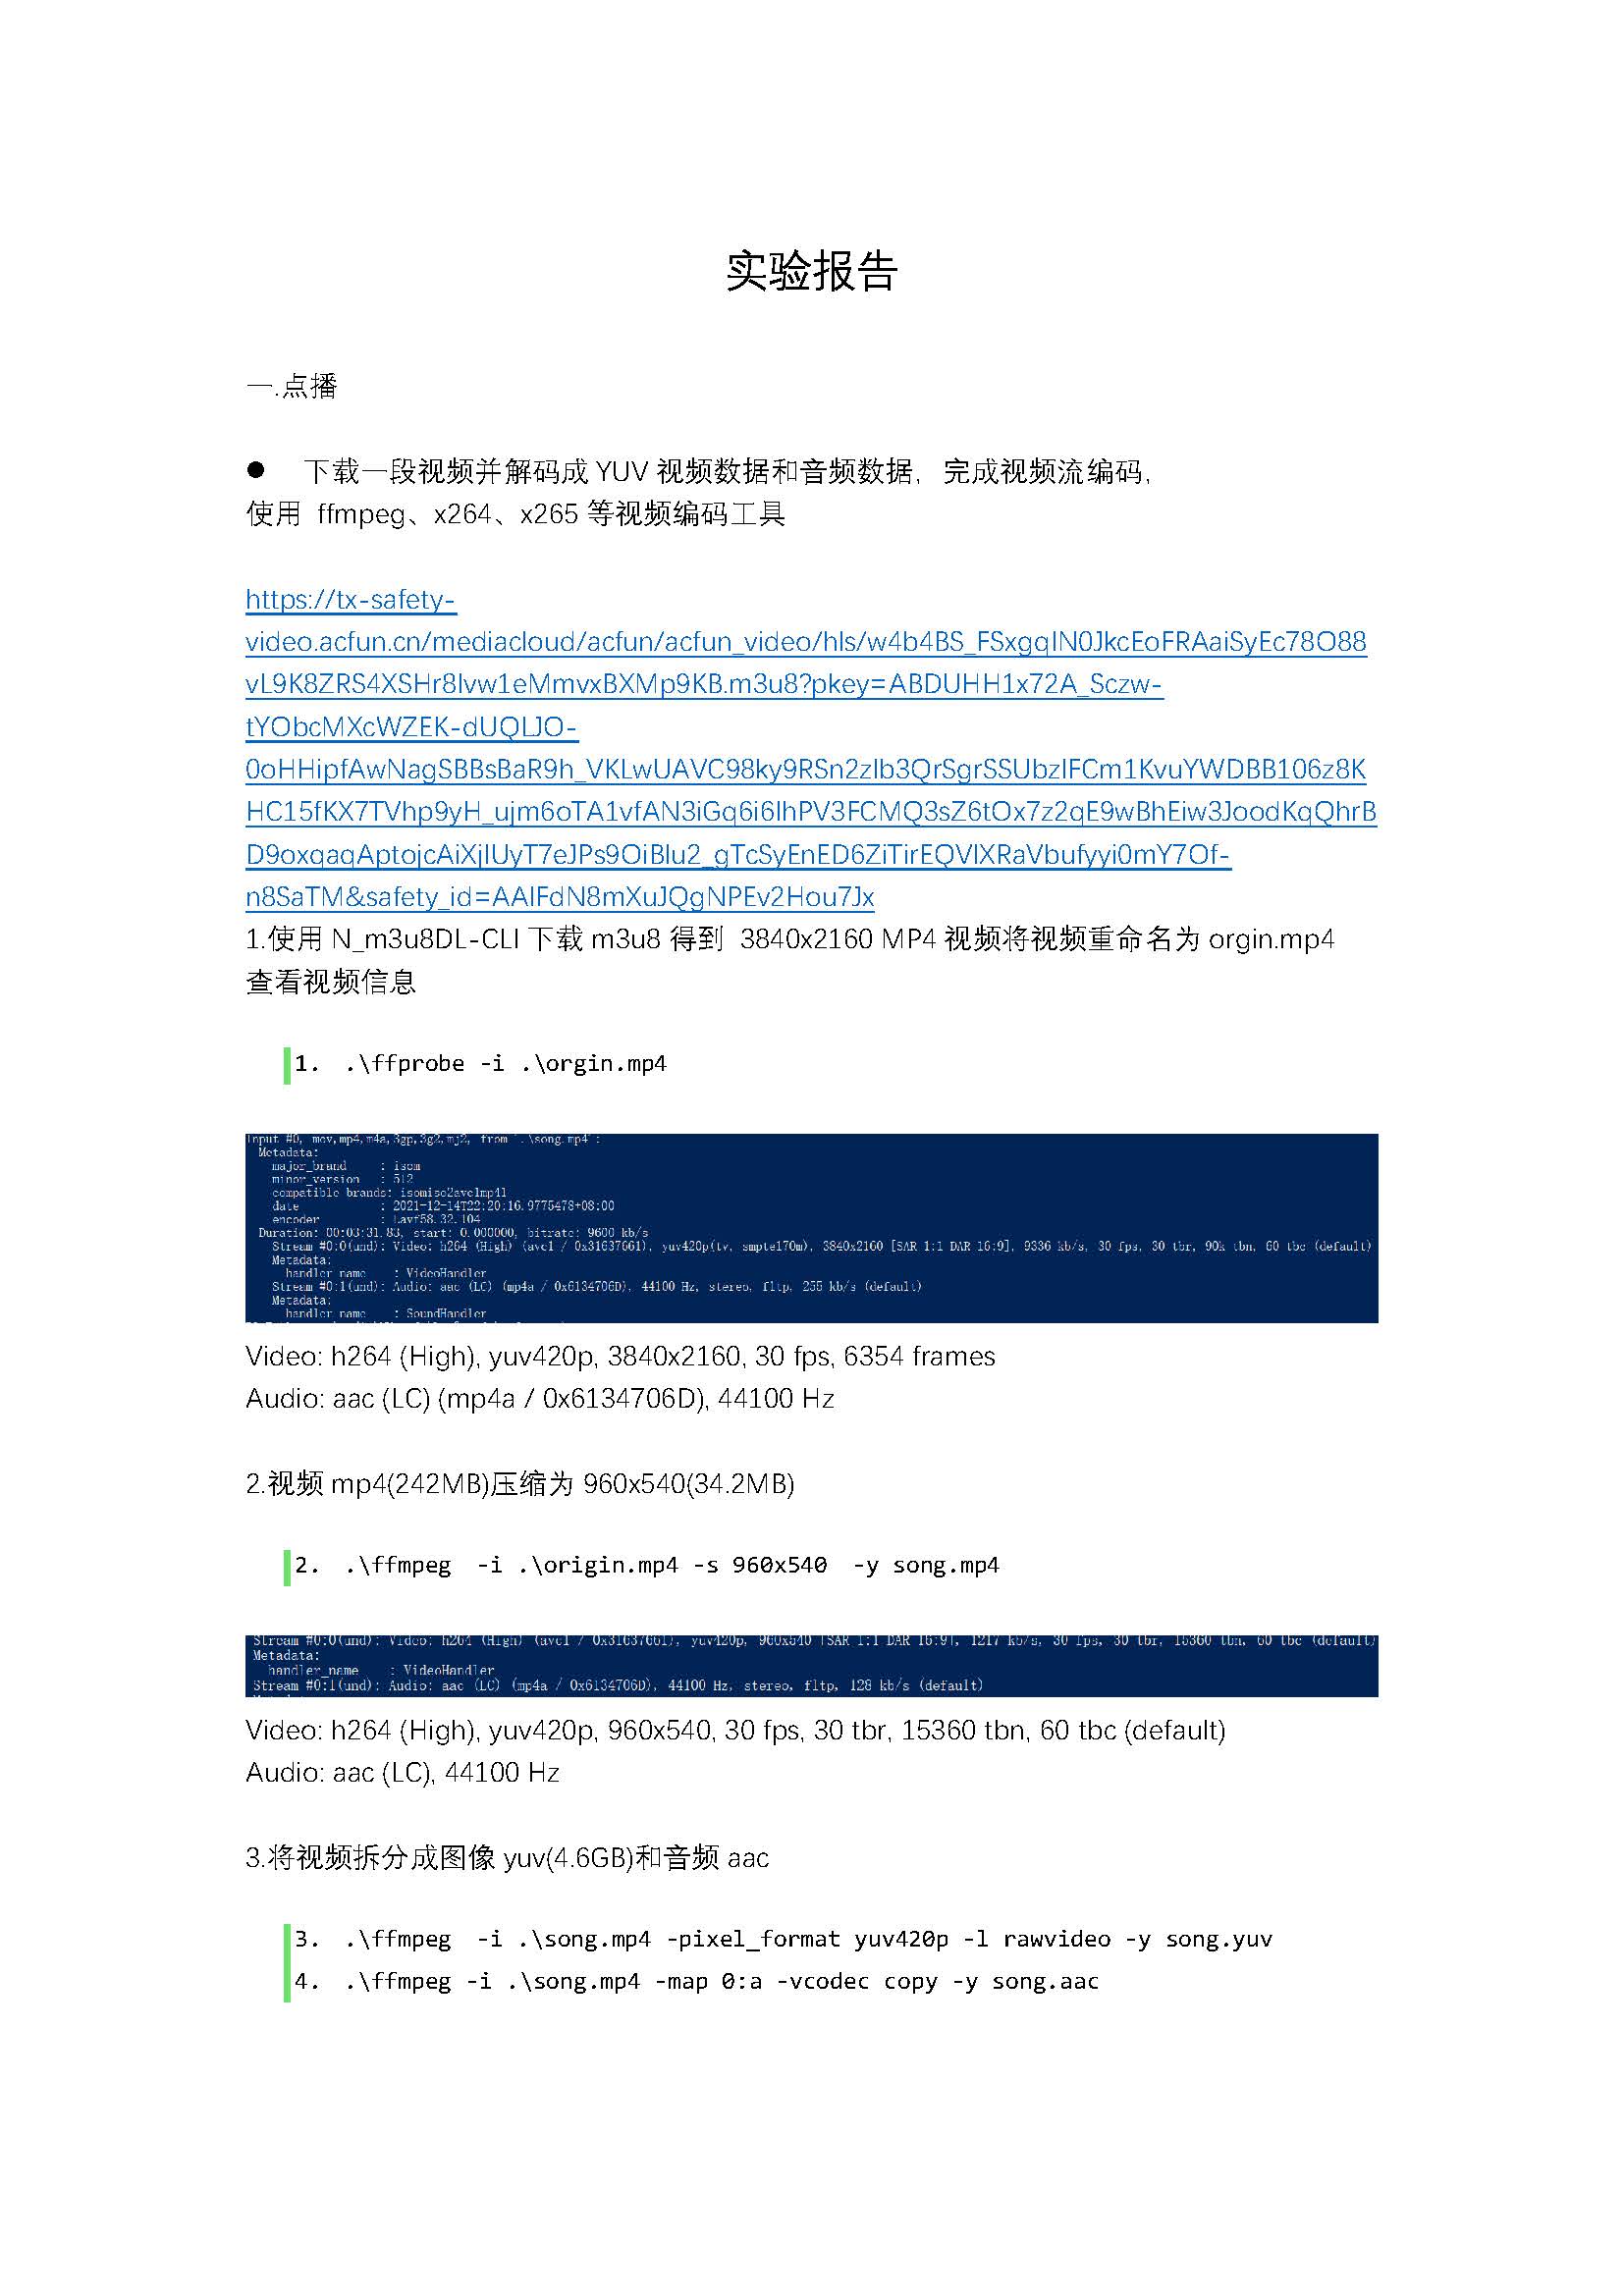 实验报告
一.点播
● 下载一段视频并解码成 YUV 视频数据和音频数据，完成视频流编码，
使用 ffmpeg、x264、x265 等视频编码工具
https://tx-safety-
video.acfun.cn/mediacloud/acfun/acfun_video/hls/w4b4BS_FSxgqIN0JkcEoFRAaiSyEc78O88
vL9K8ZRS4XSHr8lvw1eMmvxBXMp9KB.m3u8?pkey=ABDUHH1x72A_Sczw-
tYObcMXcWZEK-dUQLJO-
0oHHipfAwNagSBBsBaR9h_VKLwUAVC98ky9RSn2zlb3QrSgrSSUbzIFCm1KvuYWDBB106z8K
HC15fKX7TVhp9yH_ujm6oTA1vfAN3iGq6i6lhPV3FCMQ3sZ6tOx7z2qE9wBhEiw3JoodKqQhrB
D9oxqaqAptojcAiXjIUyT7eJPs9OiBlu2_gTcSyEnED6ZiTirEQVlXRaVbufyyi0mY7Of-
n8SaTM&safety_id=AAIFdN8mXuJQgNPEv2Hou7Jx
1.使用 N_m3u8DL-CLI 下载 m3u8 得到 3840x2160 MP4 视频将视频重命名为 orgin.mp4
查看视频信息
1. .\ffprobe -i .\orgin.mp4
Input #0, mov,mp4,m4a,3gp,3g2,mj2, from '.\song.mp4':
Metadata:
major_brand : isom
minor_version : 512
compatible_brands: isomiso2avc1mp41
date : 2021-12-14T22:20:16.9775478+08:00
encoder : Lavf58.32.104
Duration: 00:03:31.83, start: 0.000000, bitrate: 9600 kb/s
Stream #0:0(und): Video: h264 (High) (avc1 / 0x31637661), yuv420p(tv, smpte170m), 3840x2160 [SAR 1:1 DAR 16:9], 9336 kb/s, 30 fps, 30 tbr, 90k tbn, 60 tbc (default)
Metadata:
handler_name : VideoHandler
Stream #0:1(und): Audio: aac (LC) (mp4a / 0x6134706D), 44100 Hz, stereo, fltp, 255 kb/s (default)
Metadata:
handler_name : SoundHandler
Video: h264 (High), yuv420p, 3840x2160, 30 fps, 6354 frames
Audio: aac (LC) (mp4a / 0x6134706D), 44100 Hz
2.视频 mp4(242MB)压缩为 960x540(34.2MB)
2. .\ffmpeg -i .\origin.mp4 -s 960x540 -y song.mp4
Stream #0:0(und): Video: h264 (High) (avc1 / 0x31637661), yuv420p, 960x540 [SAR 1:1 DAR 16:9], 1217 kb/s, 30 fps, 30 tbr, 15360 tbn, 60 tbc (default)
Metadata:
handler_name : VideoHandler
Stream #0:1(und): Audio: aac (LC) (mp4a / 0x6134706D), 44100 Hz, stereo, fltp, 128 kb/s (default)
Video: h264 (High), yuv420p, 960x540, 30 fps, 30 tbr, 15360 tbn, 60 tbc (default)
Audio: aac (LC), 44100 Hz
3.将视频拆分成图像 yuv(4.6GB)和音频 aac
3. .\ffmpeg -i .\song.mp4 -pixel_format yuv420p -l rawvideo -y song.yuv
4. .\ffmpeg -i .\song.mp4 -map 0:a -vcodec copy -y song.aac